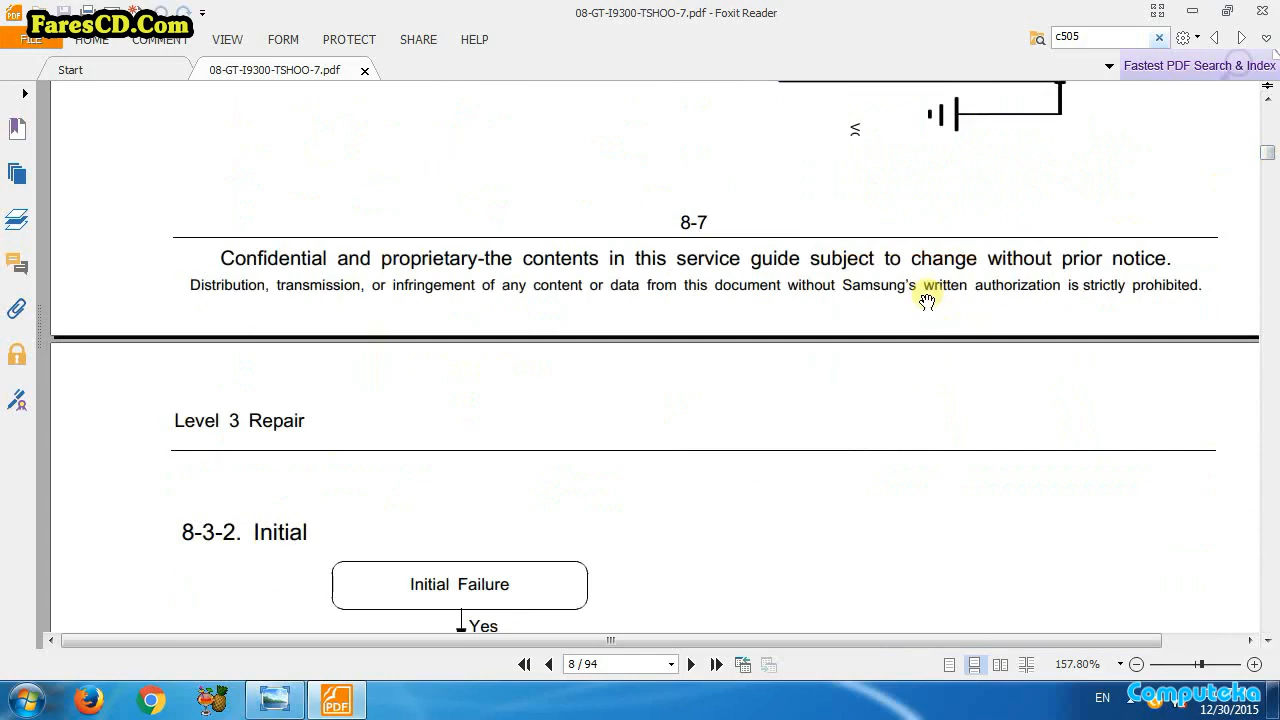 FaresCD.Com
08-GT-I9300-TSHOO-7.pdf - Foxit Reader
FILE HOME COMMENT VIEW FORM PROTECT SHARE HELP
c505
Start
08-GT-I9300-TSHOO-7.pdf
Fastest PDF Search & Index
8-7
Confidential and proprietary-the contents in this service guide subject to change without prior notice.
Distribution, transmission, or infringement of any content or data from this document without Samsung's written authorization is strictly prohibited.
Level 3 Repair
8-3-2. Initial
Initial Failure
Yes
8 / 94
157.80%
PDF
EN
Computeka
12/30/2015